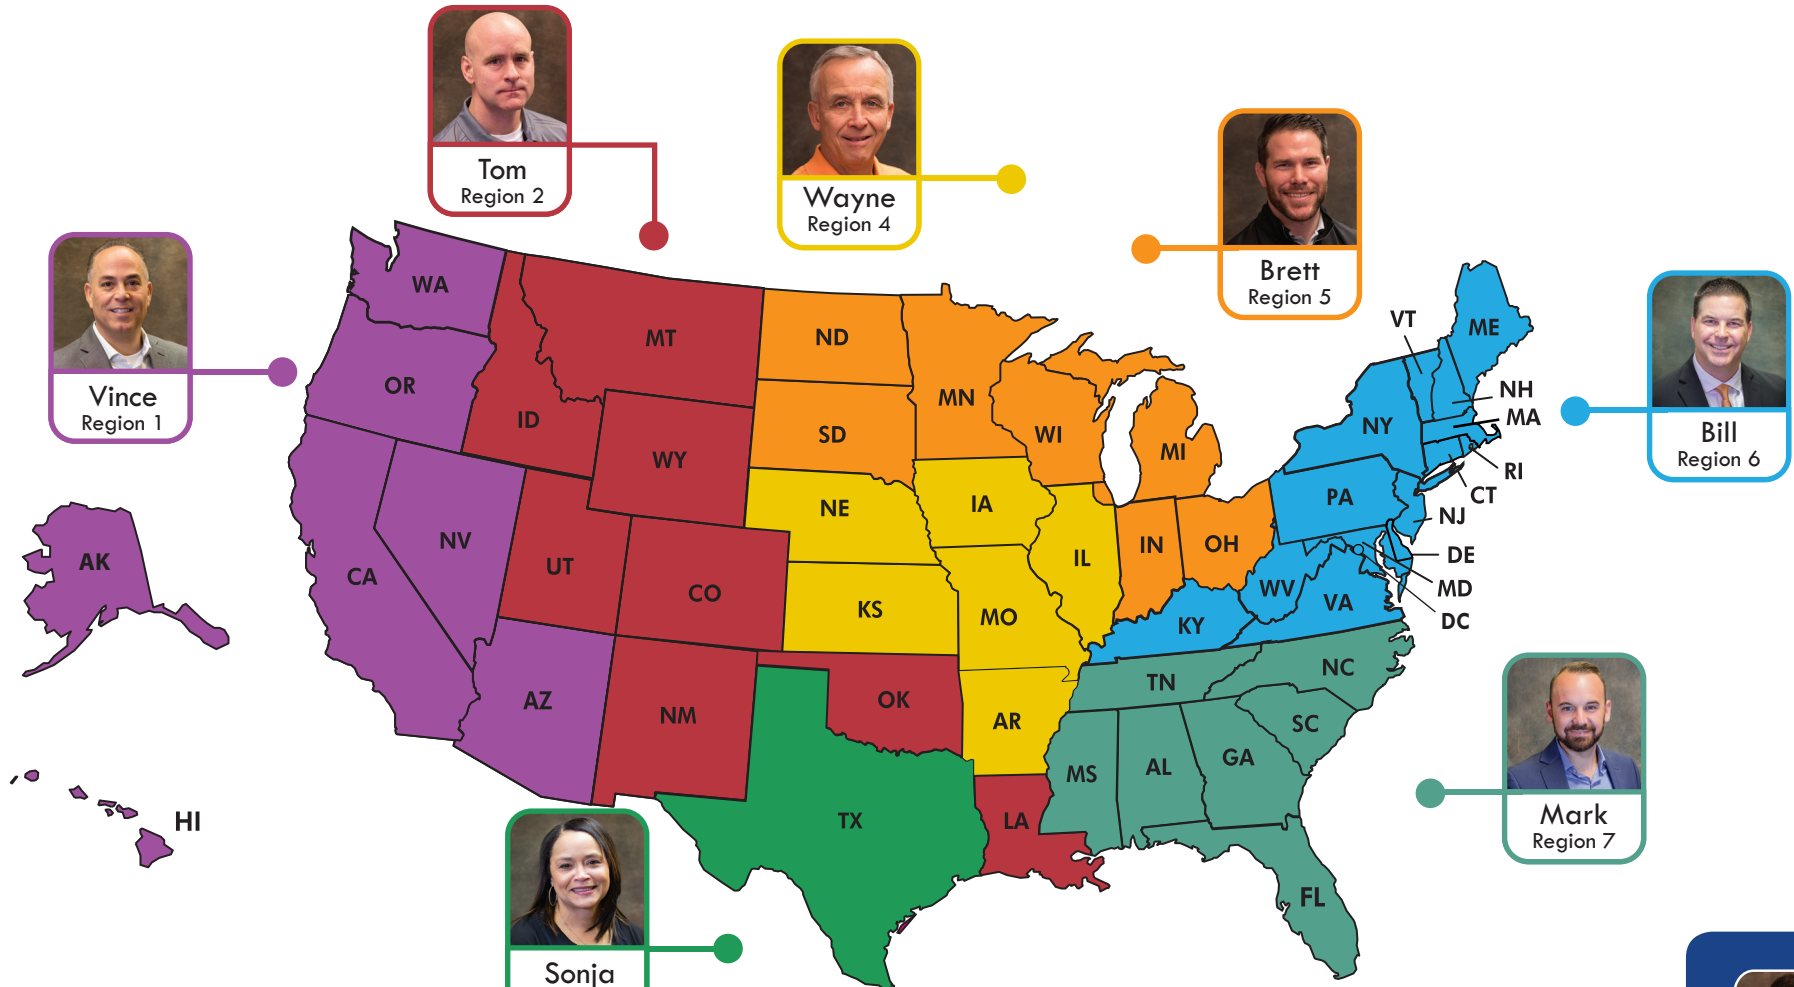 Tom
Region 2
Wayne
Region 4
Brett
Region 5
Vince
Region 1
Bill
Region 6
WA
MT
ND
MN
VT
ME
OR
ID
SD
WI
MI
NY
NH
MA
WY
RI
NE
IA
PA
CT
NJ
AK
NV
CA
UT
CO
KS
MO
IL
IN
OH
WV
VA
DE
MD
DC
KY
AZ
NM
OK
AR
TN
NC
SC
MS
AL
GA
HI
TX
LA
FL
Mark
Region 7
Sonja